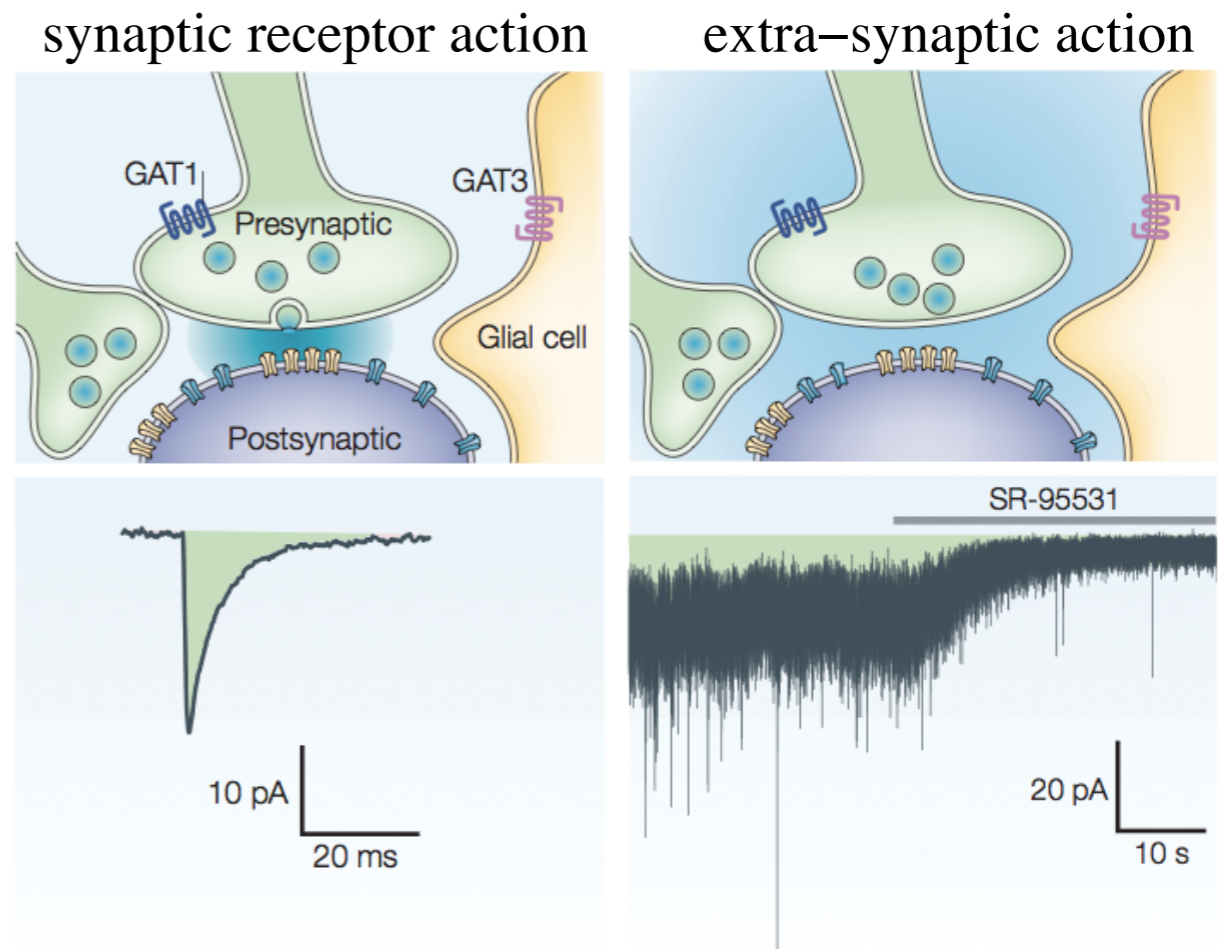 synaptic receptor action
extra−synaptic action
GAT1
GAT3
Presynaptic
Glial cell
Postsynaptic
10 pA
20 ms
SR-95531
20 pA
10 s